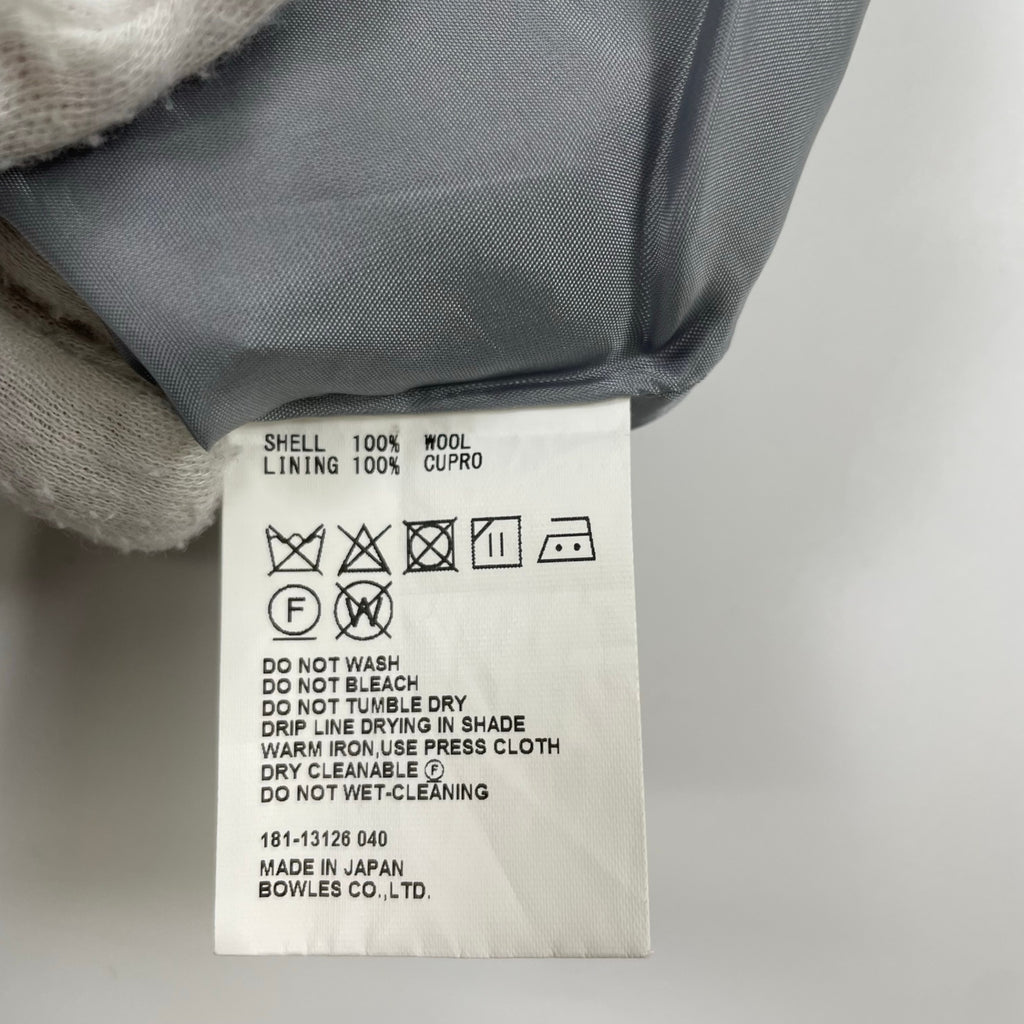 SHELL 100% WOOL
LINING 100% CUPRO
F W
DO NOT WASH
DO NOT BLEACH
DO NOT TUMBLE DRY
DRIP LINE DRYING IN SHADE
WARM IRON,USE PRESS CLOTH
DRY CLEANABLE Ⓕ
DO NOT WET-CLEANING
181-13126 040
MADE IN JAPAN
BOWLES CO.,LTD.